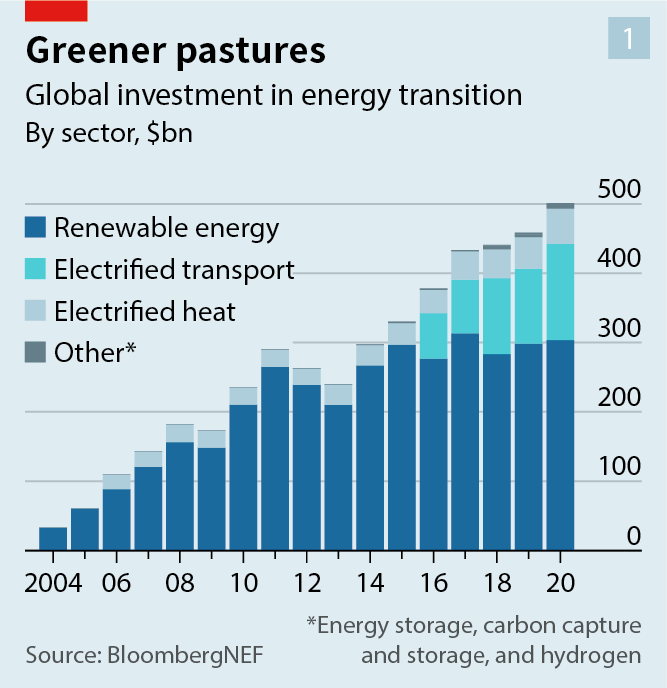 Greener pastures
1
Global investment in energy transition
By sector, $bn
Renewable energy
Electrified transport
Electrified heat
Other*
500
400
300
200
100
0
2004 06 08 10 12 14 16 18 20
*Energy storage, carbon capture
and storage, and hydrogen
Source: BloombergNEF